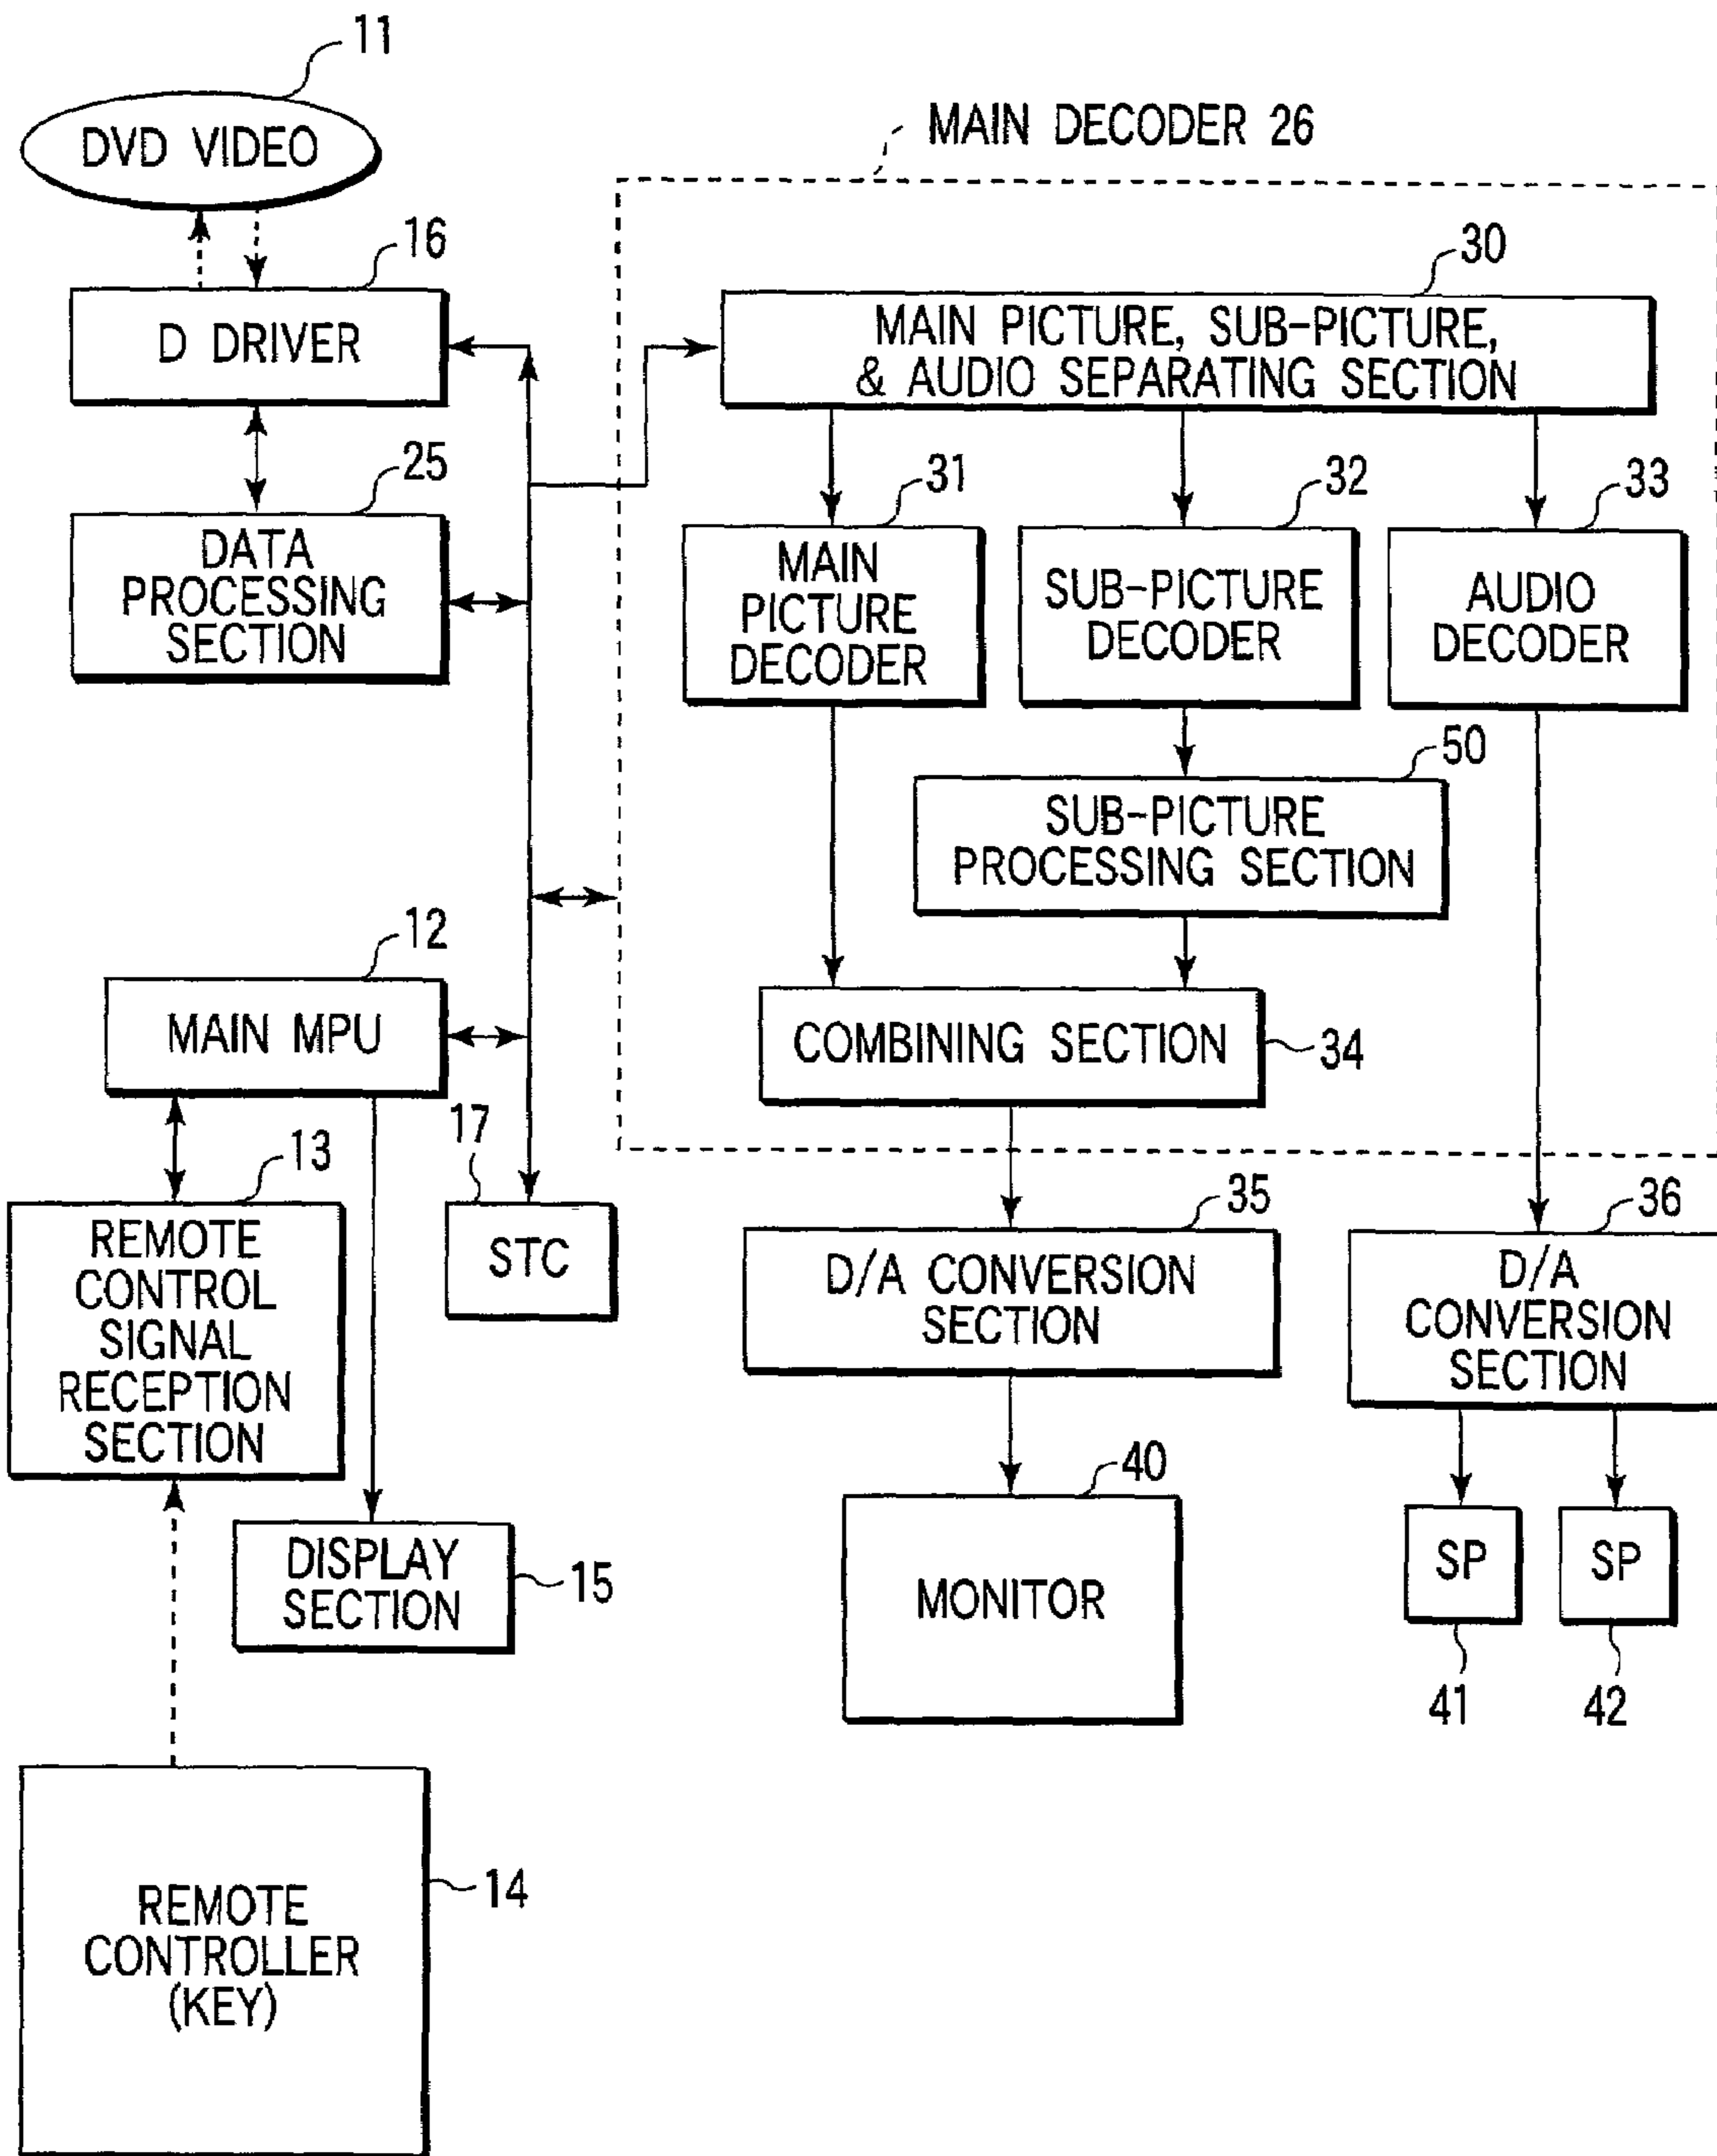 11
DVD VIDEO
MAIN DECODER 26
16
D DRIVER
30
MAIN PICTURE, SUB-PICTURE,
& AUDIO SEPARATING SECTION
25
DATA
PROCESSING
SECTION
31
MAIN
PICTURE
DECODER
32
SUB-PICTURE
DECODER
33
AUDIO
DECODER
50
SUB-PICTURE
PROCESSING SECTION
12
MAIN MPU
COMBINING SECTION
34
13
REMOTE
CONTROL
SIGNAL
RECEPTION
SECTION
17
STC
35
D/A CONVERSION
SECTION
36
D/A
CONVERSION
SECTION
DISPLAY
SECTION
15
40
MONITOR
SP
SP
41
42
REMOTE
CONTROLLER
(KEY)
14